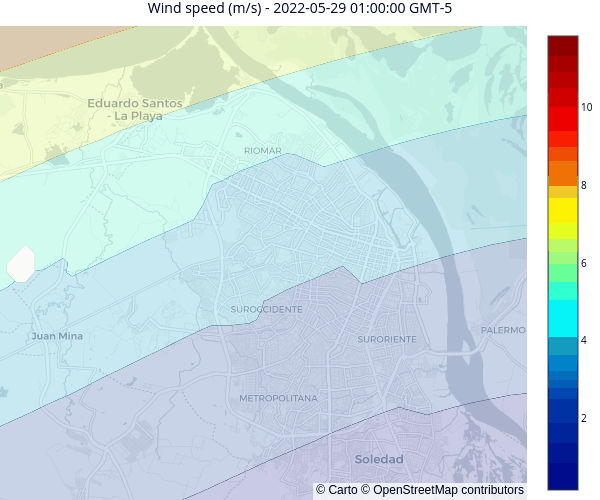 Wind speed (m/s) - 2022-05-29 01:00:00 GMT-5
Eduardo Santos
- La Playa
RIOMAR
SUROCCIDENTE
Juan Mina
SURORIENTE
PALERMO
METROPOLITANA
Soledad
© Carto © OpenStreetMap contributors
10
8
6
4
2